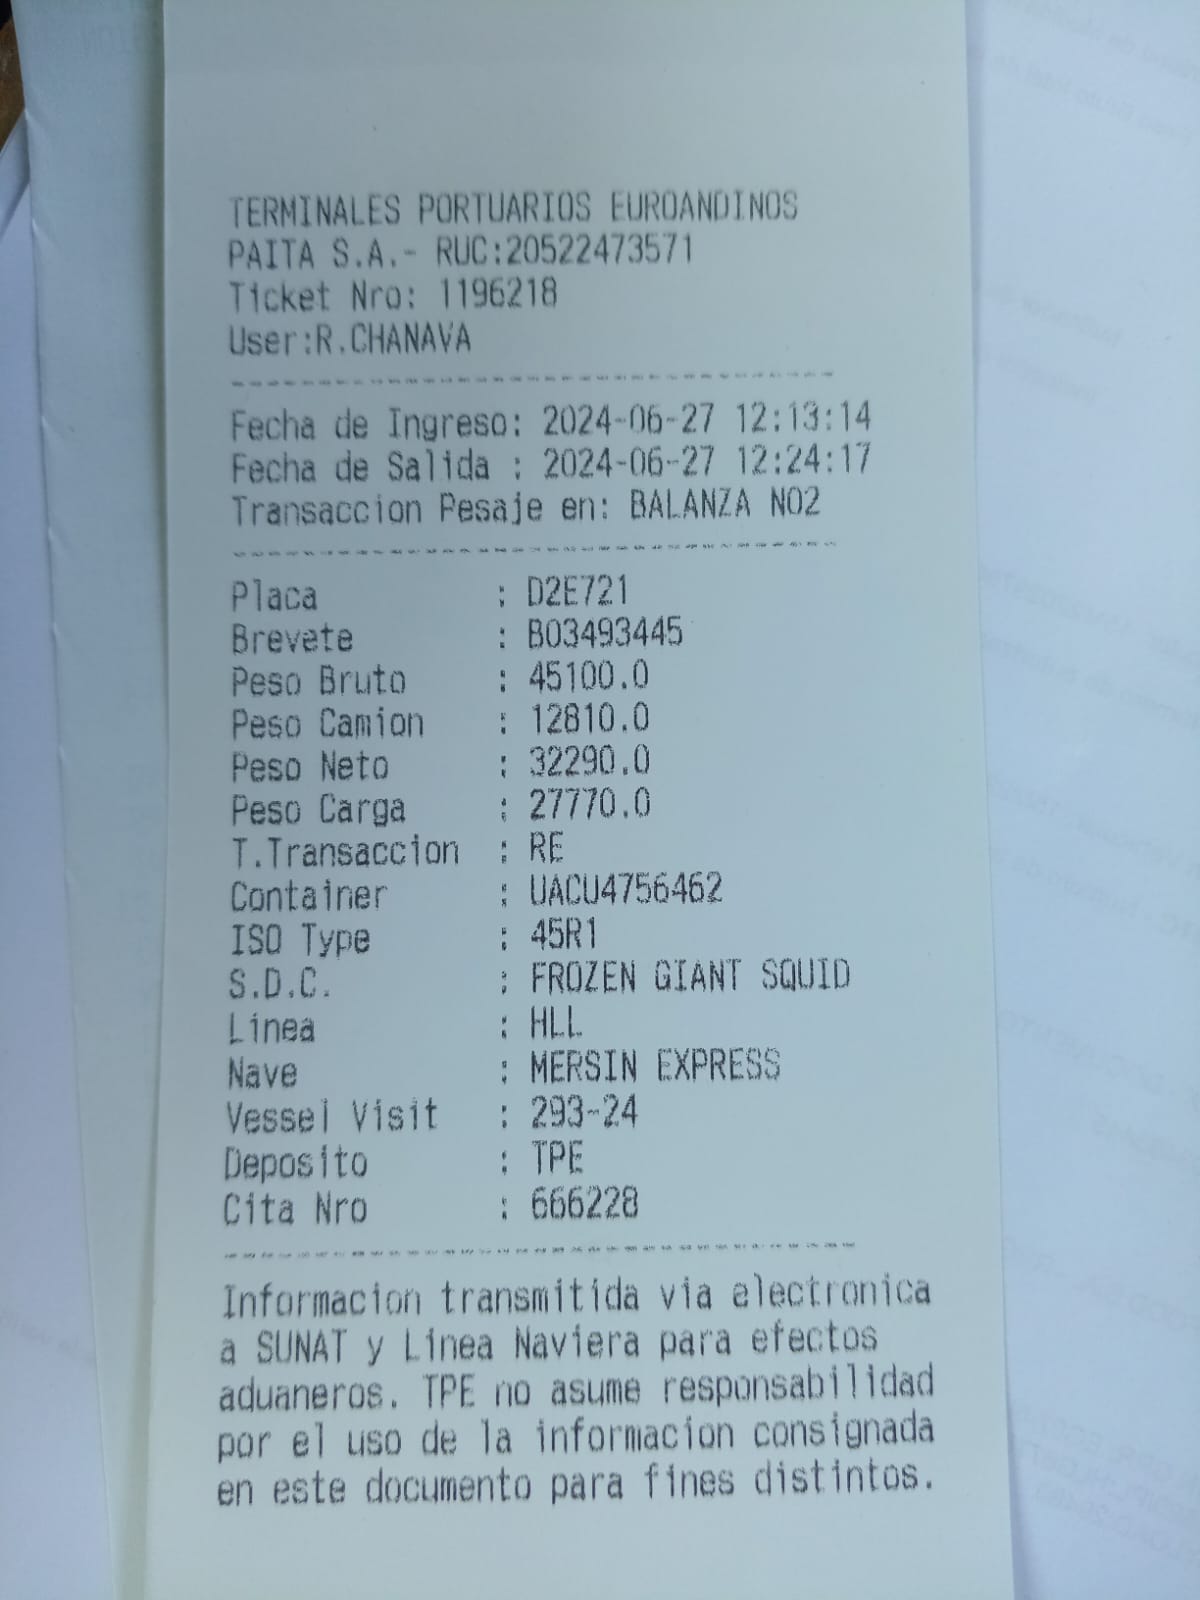 TERMINALES PORTUARIOS EUROANDINOS
PAITA S.A.- RUC:20522473571
Ticket Nro: 1196218
User:R.CHANAVA
Fecha de Ingreso: 2024-06-27 12:13:14
Fecha de Salida : 2024-06-27 12:24:17
Transaccion Pesaje en: BALANZA NO2
Placa : D2E721
Brevete : B03493445
Peso Bruto : 45100.0
Peso Camion : 12810.0
Peso Neto : 32290.0
Peso Carga : 27770.0
T.Transaccion : RE
Container : UACU4756462
ISO Type : 45R1
S.D.C. : FROZEN GIANT SQUID
Linea : HLL
Nave : MERSIN EXPRESS
Vessel Visit : 293-24
Deposito : TPE
Cita Nro : 666228
Informacion transmitida via electronica
a SUNAT y Linea Naviera para efectos
aduaneros. TPE no asume responsabilidad
por el uso de la informacion consignada
en este documento para fines distintos.